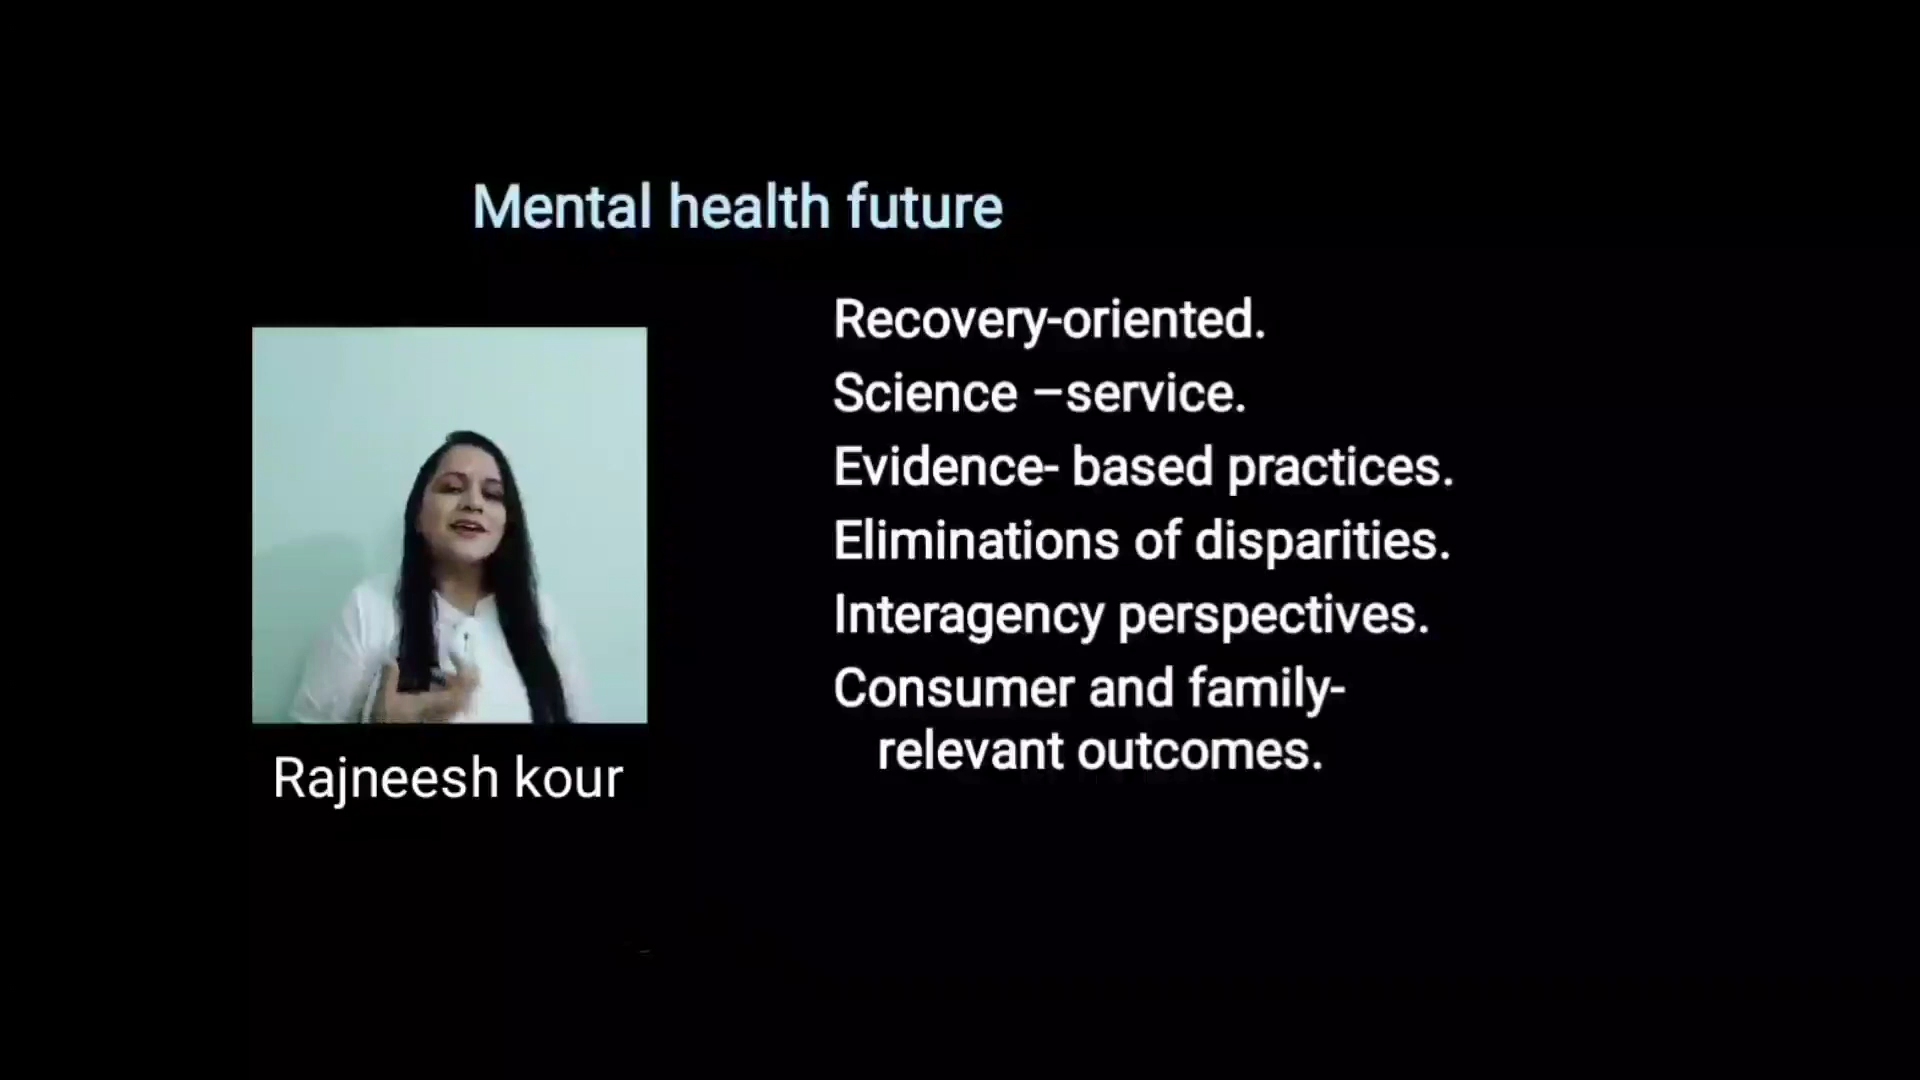 Mental health future
Recovery-oriented.
Science –service.
Evidence- based practices.
Eliminations of disparities.
Interagency perspectives.
Consumer and family-
relevant outcomes.
Rajneesh kour